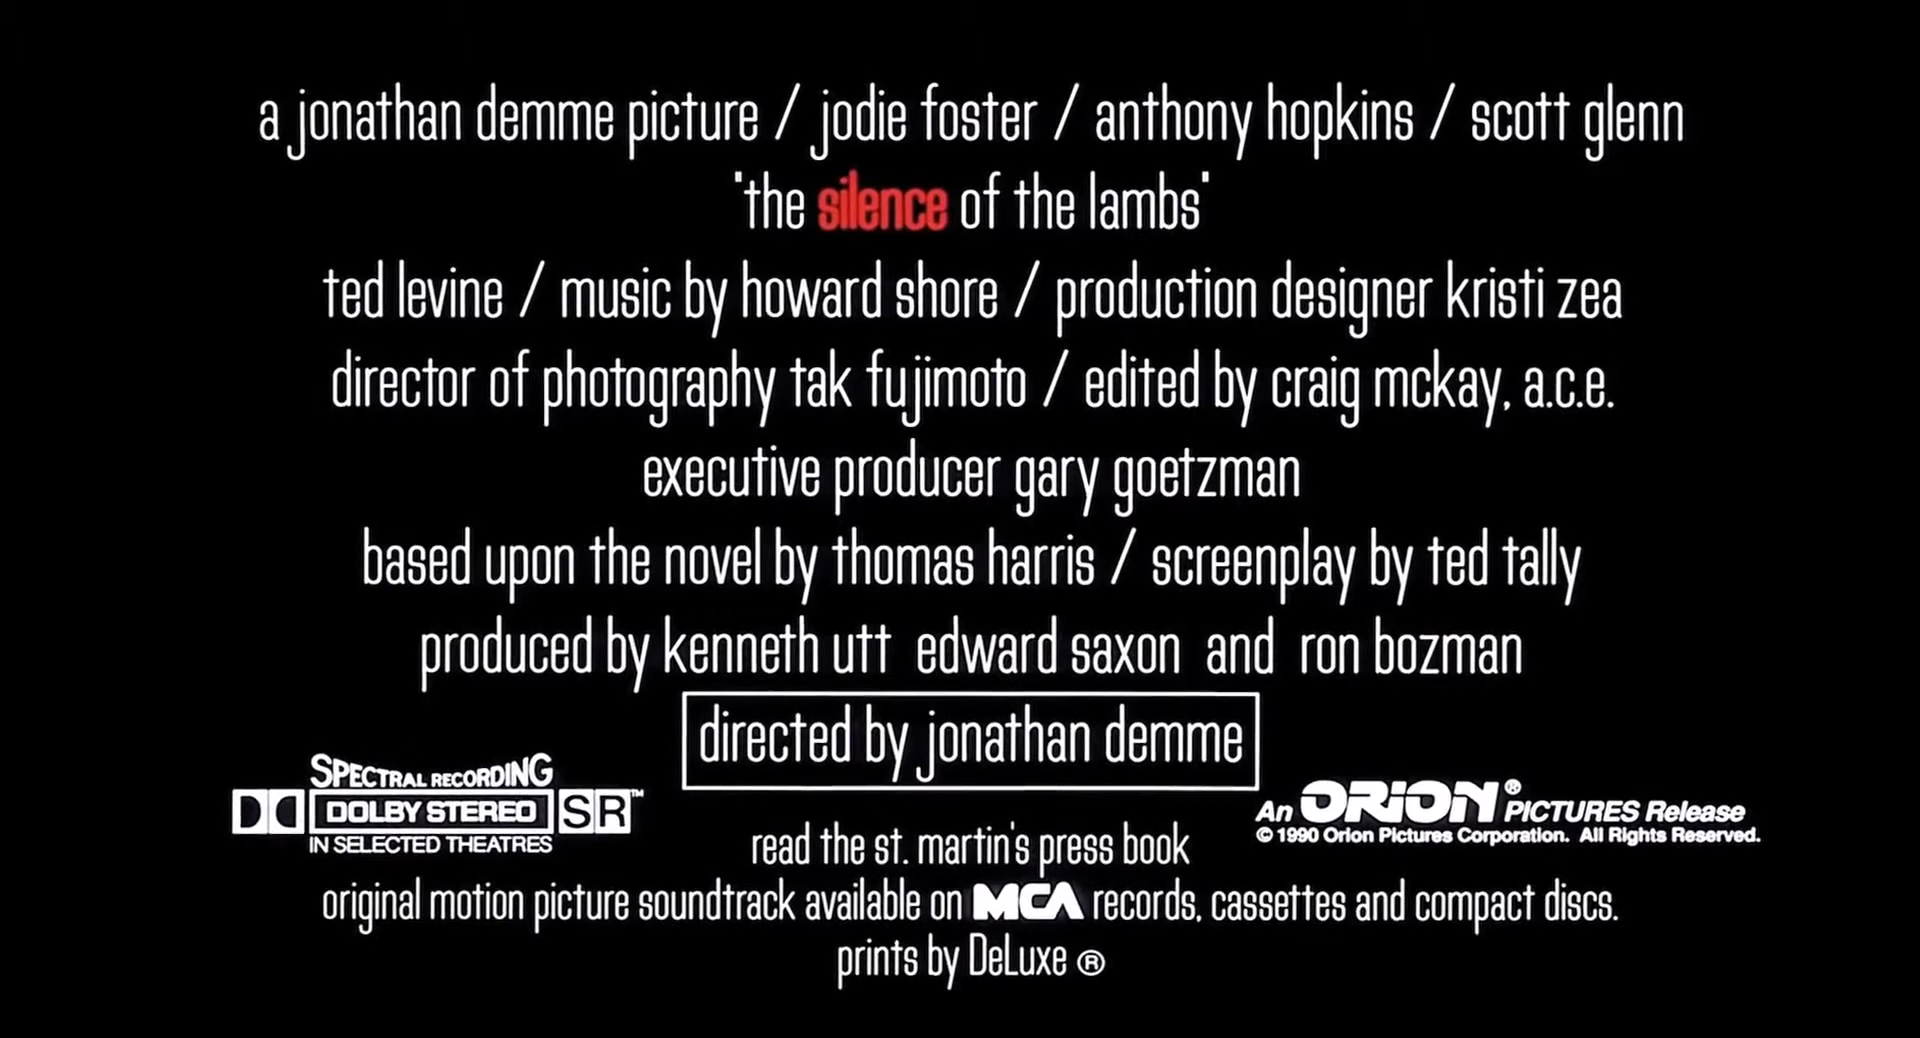 a jonathan demme picture / jodie foster / anthony hopkins / scott glenn
"the silence of the lambs"
ted levine / music by howard shore / production designer kristi zea
director of photography tak fujimoto / edited by craig mckay, a.c.e.
executive producer gary goetzman
based upon the novel by thomas harris / screenplay by ted tally
produced by kenneth utt edward saxon and ron bozman
directed by jonathan demme
SPECTRAL RECORDING
DOLBY STEREO SR™
IN SELECTED THEATRES
An ORION® PICTURES Release
© 1990 Orion Pictures Corporation. All Rights Reserved.
read the st. martin's press book
original motion picture soundtrack available on MCA records, cassettes and compact discs.
prints by DeLuxe ®